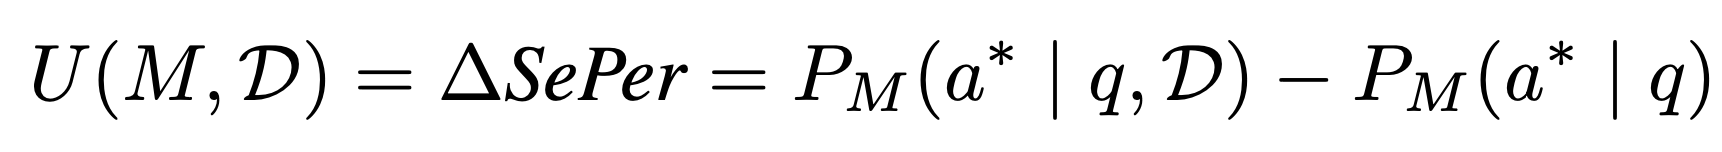 U(M, 𝒟) = ΔSePer = P_M(a* | q, 𝒟) − P_M(a* | q)